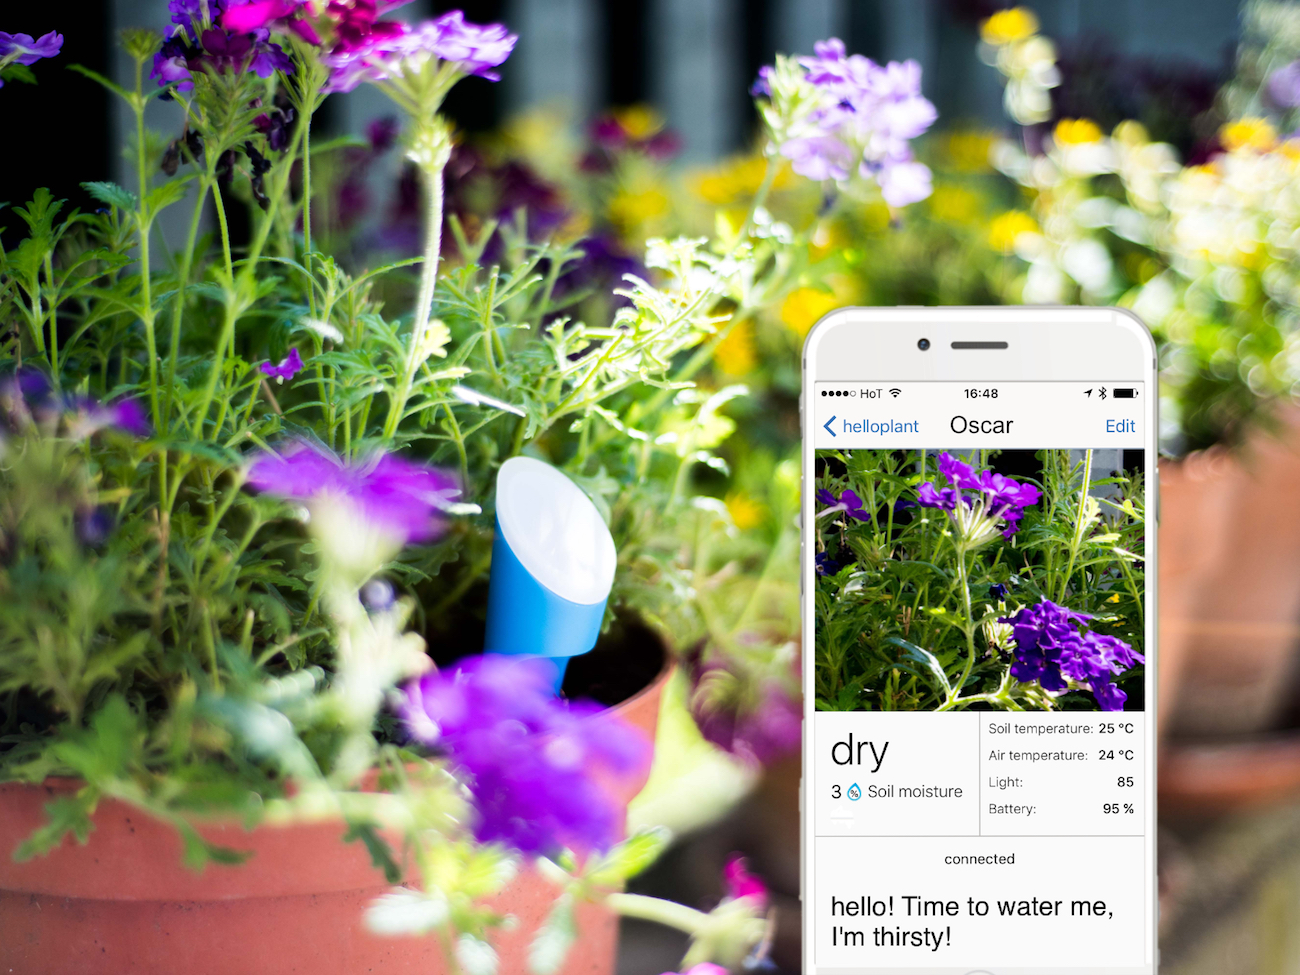 HoT 16:48
helloplant Oscar Edit
dry
3 % Soil moisture
Soil temperature: 25 °C
Air temperature: 24 °C
Light: 85
Battery: 95 %
connected
hello! Time to water me,
I'm thirsty!